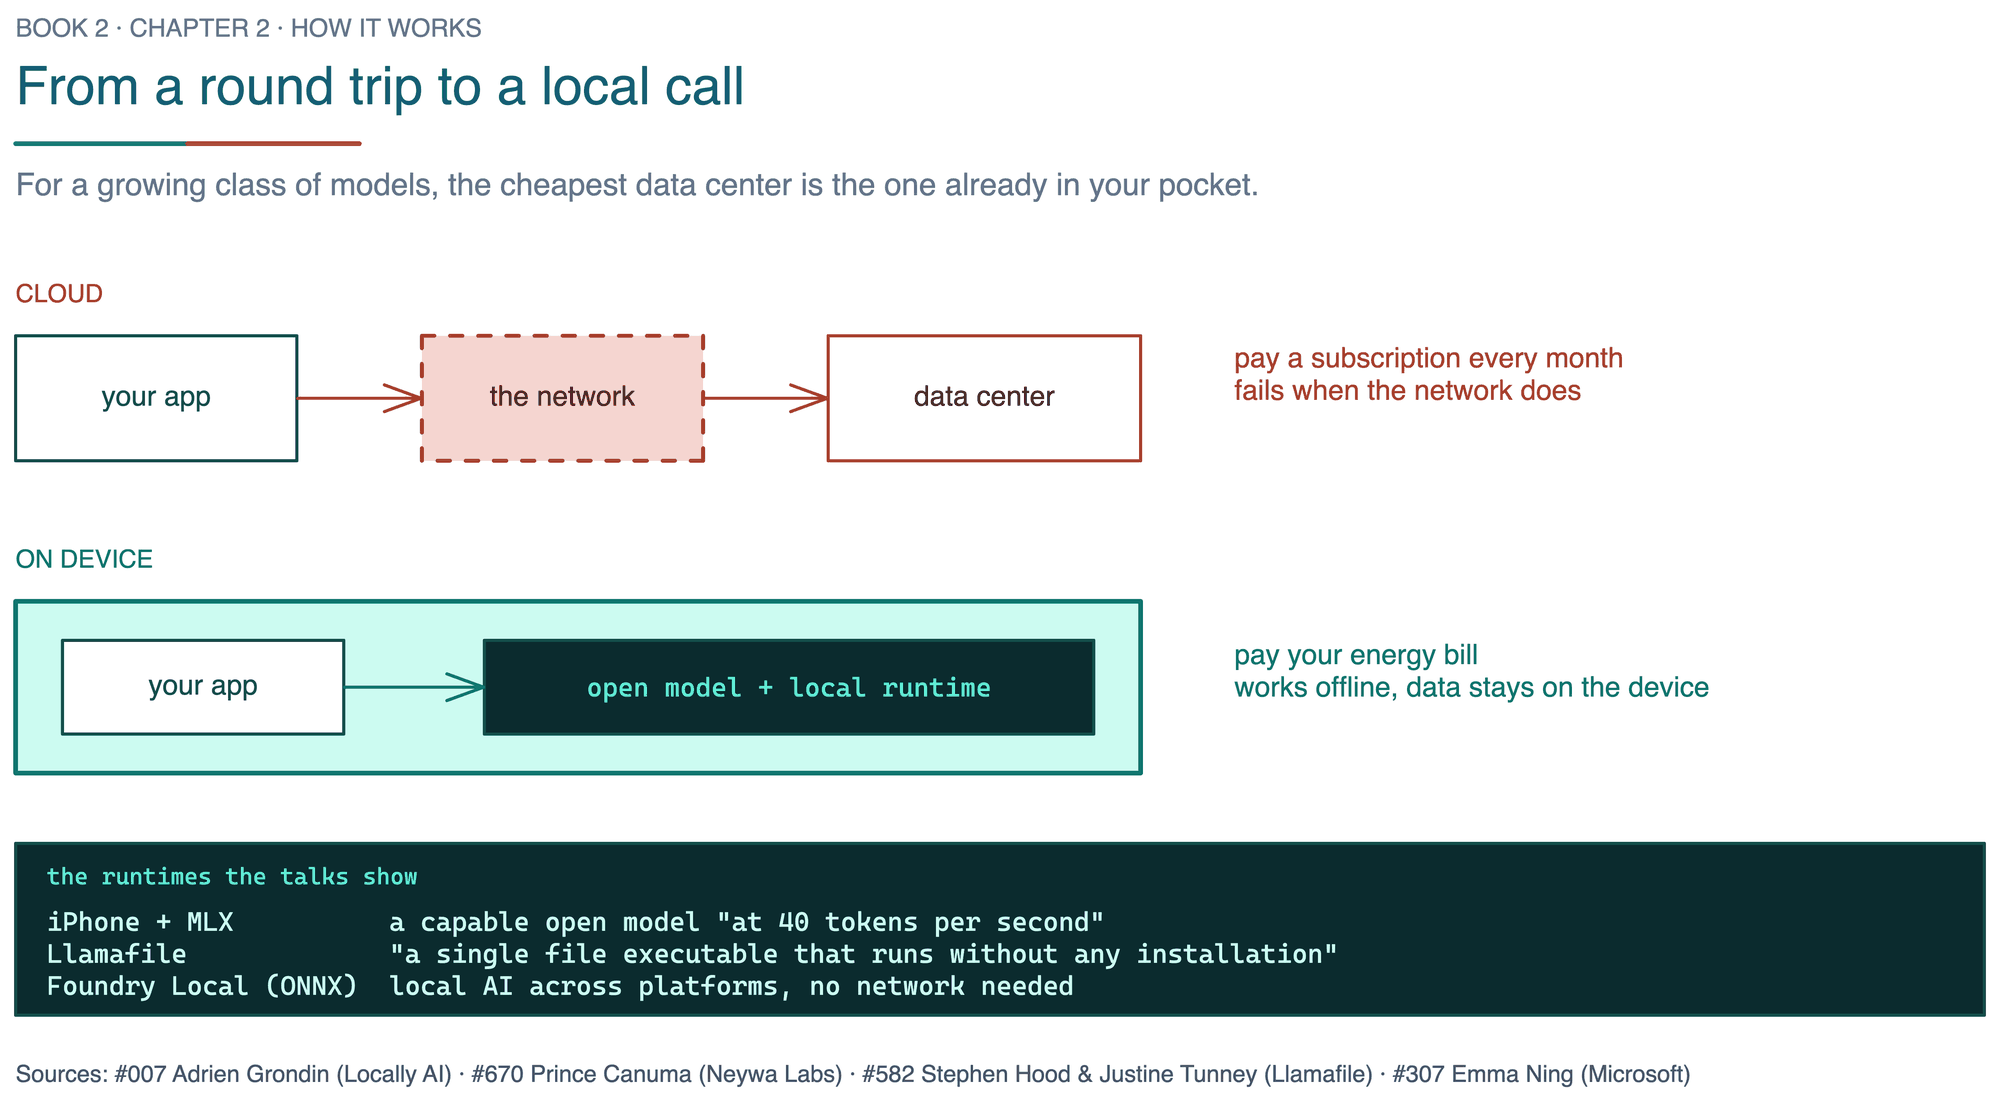 BOOK 2 · CHAPTER 2 · HOW IT WORKS
From a round trip to a local call
For a growing class of models, the cheapest data center is the one already in your pocket.
CLOUD
your app
the network
data center
pay a subscription every month
fails when the network does
ON DEVICE
your app
open model + local runtime
pay your energy bill
works offline, data stays on the device
the runtimes the talks show
iPhone + MLX a capable open model "at 40 tokens per second"
Llamafile "a single file executable that runs without any installation"
Foundry Local (ONNX) local AI across platforms, no network needed
Sources: #007 Adrien Grondin (Locally AI) · #670 Prince Canuma (Neywa Labs) · #582 Stephen Hood & Justine Tunney (Llamafile) · #307 Emma Ning (Microsoft)